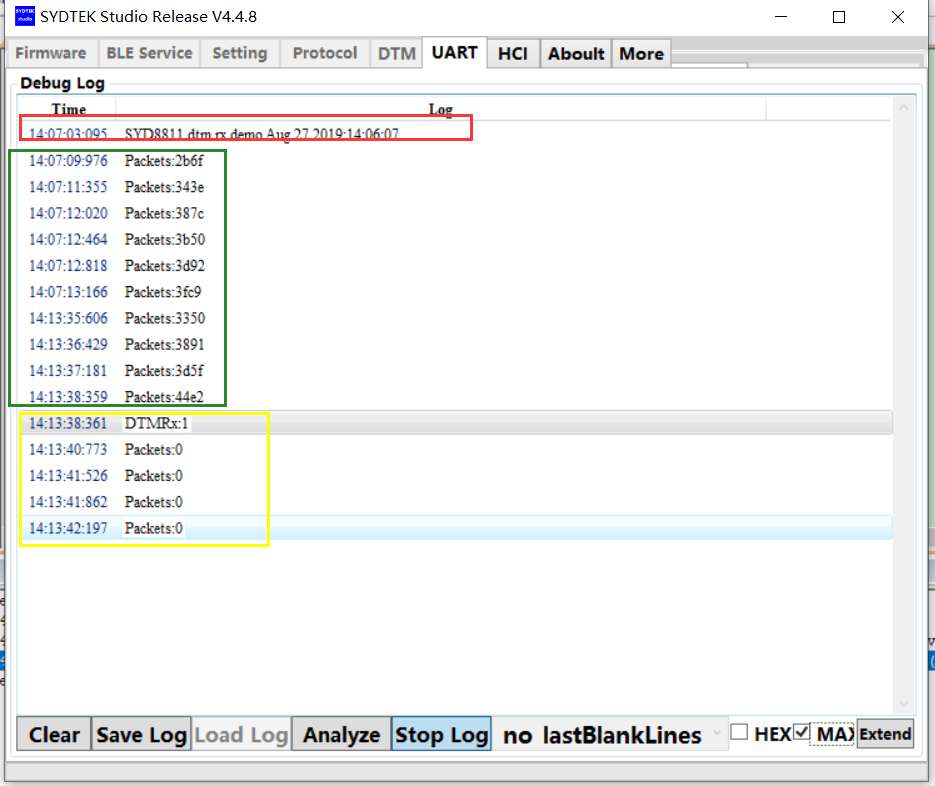 SYDTEK studio SYDTEK Studio Release V4.4.8
Firmware BLE Service Setting Protocol DTM UART HCI Aboult More
Debug Log
Time Log
14:07:03:095 SYD8811 dtm rx demo Aug 27 2019:14:06:07
14:07:09:976 Packets:2b6f
14:07:11:355 Packets:343e
14:07:12:020 Packets:387c
14:07:12:464 Packets:3b50
14:07:12:818 Packets:3d92
14:07:13:166 Packets:3fc9
14:13:35:606 Packets:3350
14:13:36:429 Packets:3891
14:13:37:181 Packets:3d5f
14:13:38:359 Packets:44e2
14:13:38:361 DTMRx:1
14:13:40:773 Packets:0
14:13:41:526 Packets:0
14:13:41:862 Packets:0
14:13:42:197 Packets:0
Clear Save Log Load Log Analyze Stop Log no lastBlankLines HEX MAX Extend